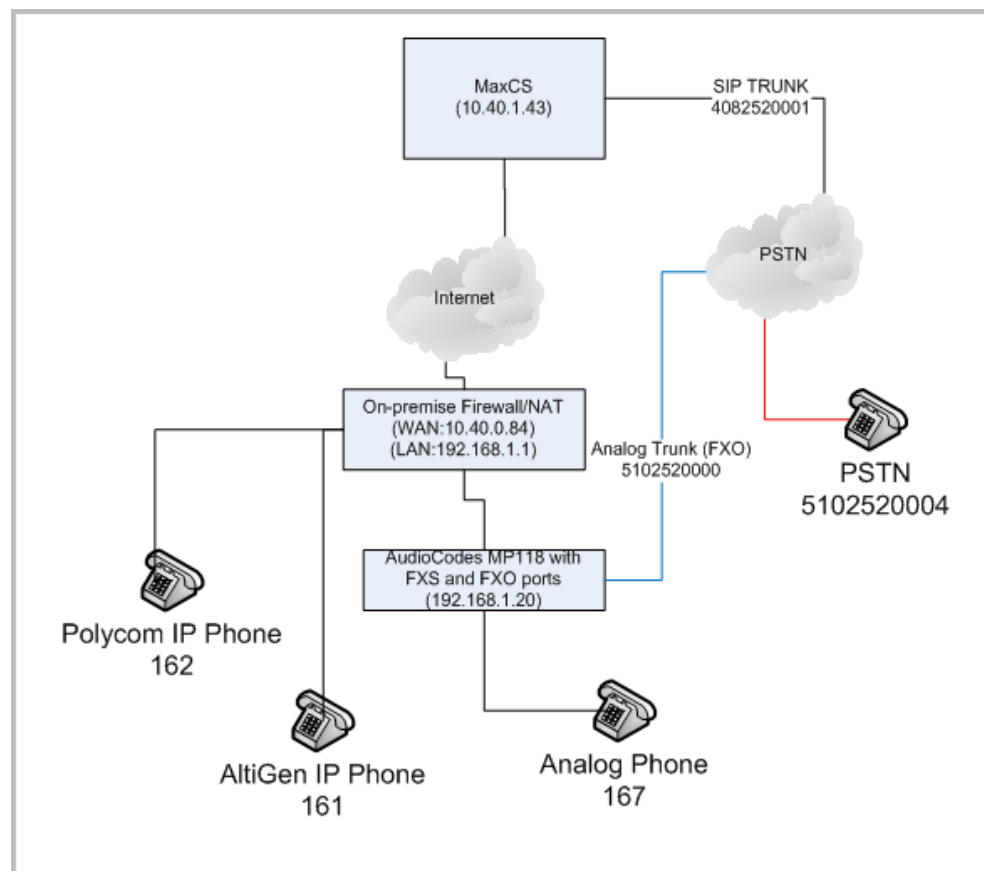 MaxCS
(10.40.1.43)
SIP TRUNK
4082520001
PSTN
Internet
On-premise Firewall/NAT
(WAN:10.40.0.84)
(LAN:192.168.1.1)
Analog Trunk (FXO)
5102520000
PSTN
5102520004
AudioCodes MP118 with
FXS and FXO ports
(192.168.1.20)
Polycom IP Phone
162
AltiGen IP Phone
161
Analog Phone
167